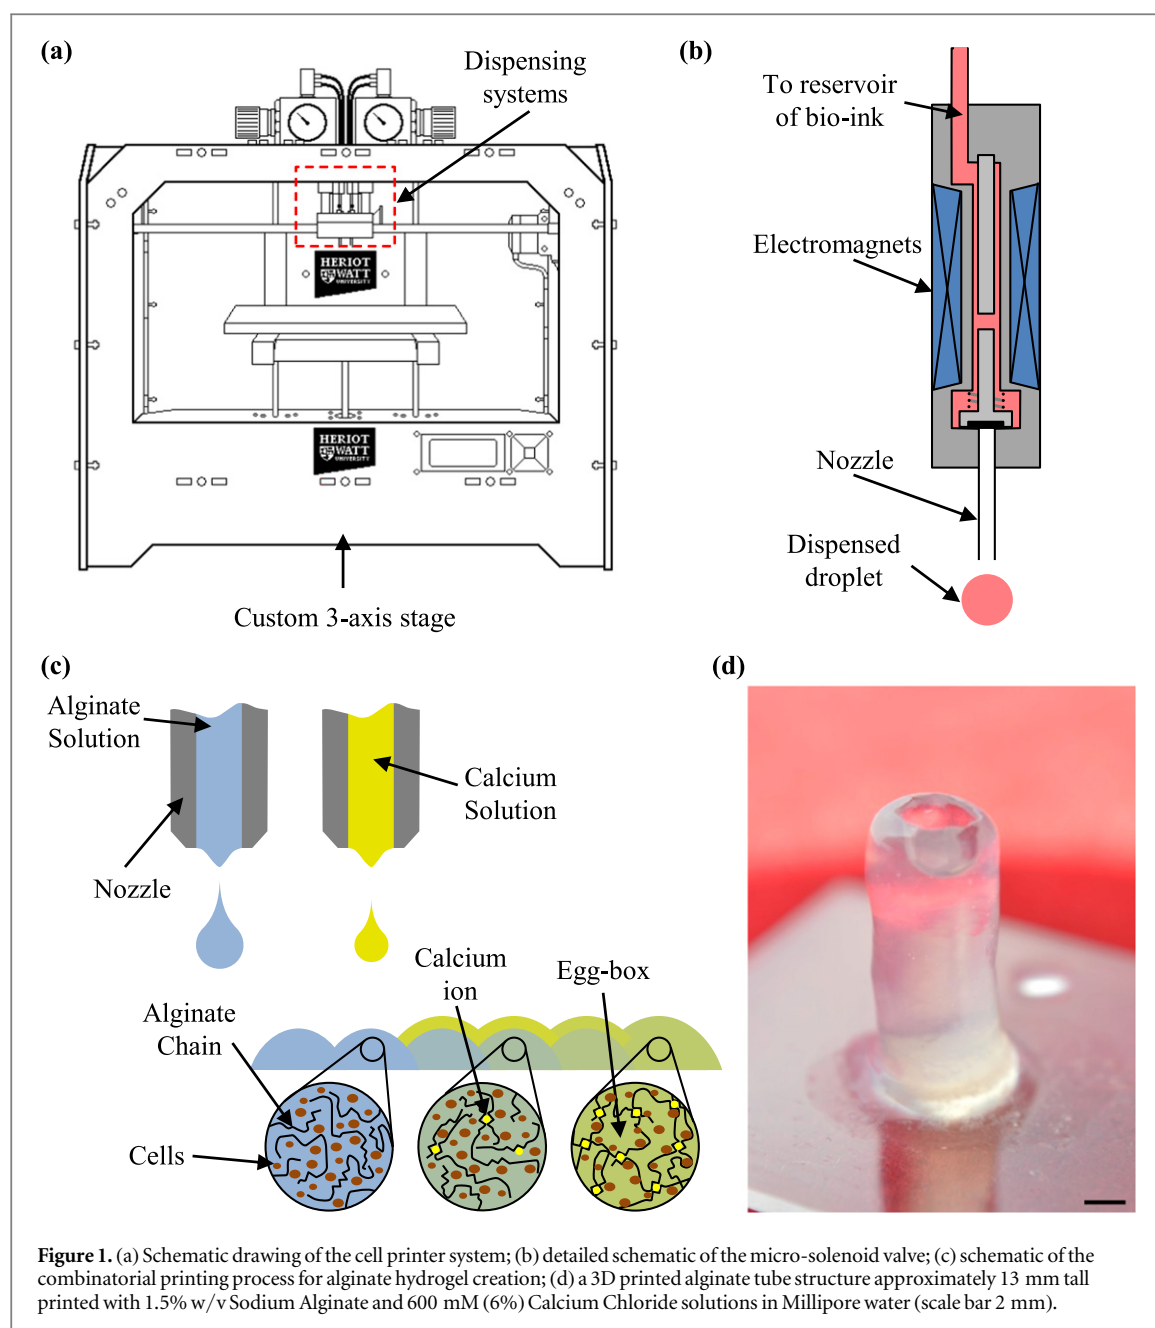 (a)
Dispensing
systems
HERIOT
WATT
UNIVERSITY
HERIOT
WATT
UNIVERSITY
Custom 3-axis stage
(b)
To reservoir
of bio-ink
Electromagnets
Nozzle
Dispensed
droplet
(c)
Alginate
Solution
Calcium
Solution
Nozzle
Calcium
ion
Egg-box
Alginate
Chain
Cells
(d)
Figure 1. (a) Schematic drawing of the cell printer system; (b) detailed schematic of the micro-solenoid valve; (c) schematic of the
combinatorial printing process for alginate hydrogel creation; (d) a 3D printed alginate tube structure approximately 13 mm tall
printed with 1.5% w/v Sodium Alginate and 600 mM (6%) Calcium Chloride solutions in Millipore water (scale bar 2 mm).